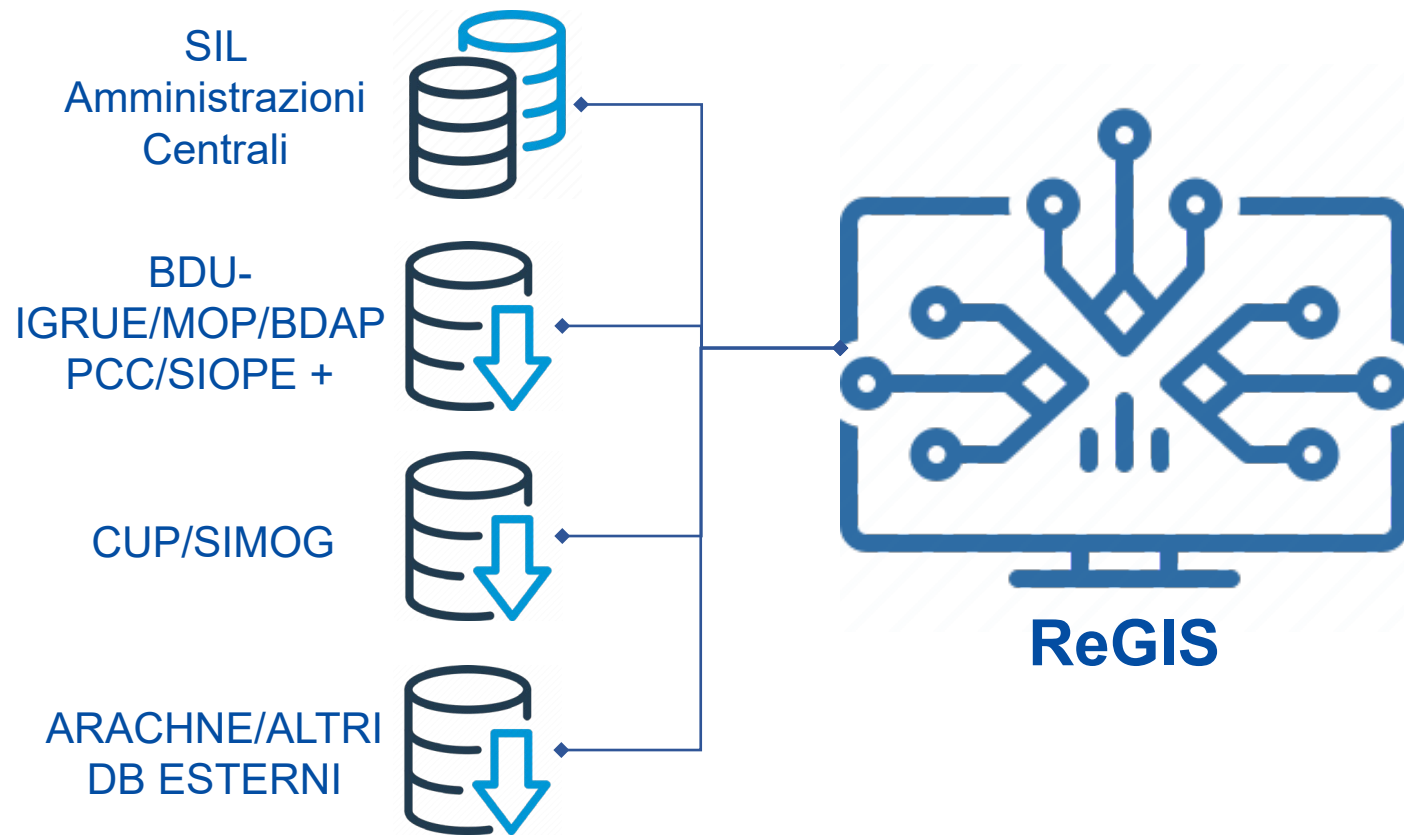 SIL
Amministrazioni
Centrali
BDU-
IGRUE/MOP/BDAP
PCC/SIOPE +
CUP/SIMOG
ARACHNE/ALTRI
DB ESTERNI
ReGIS